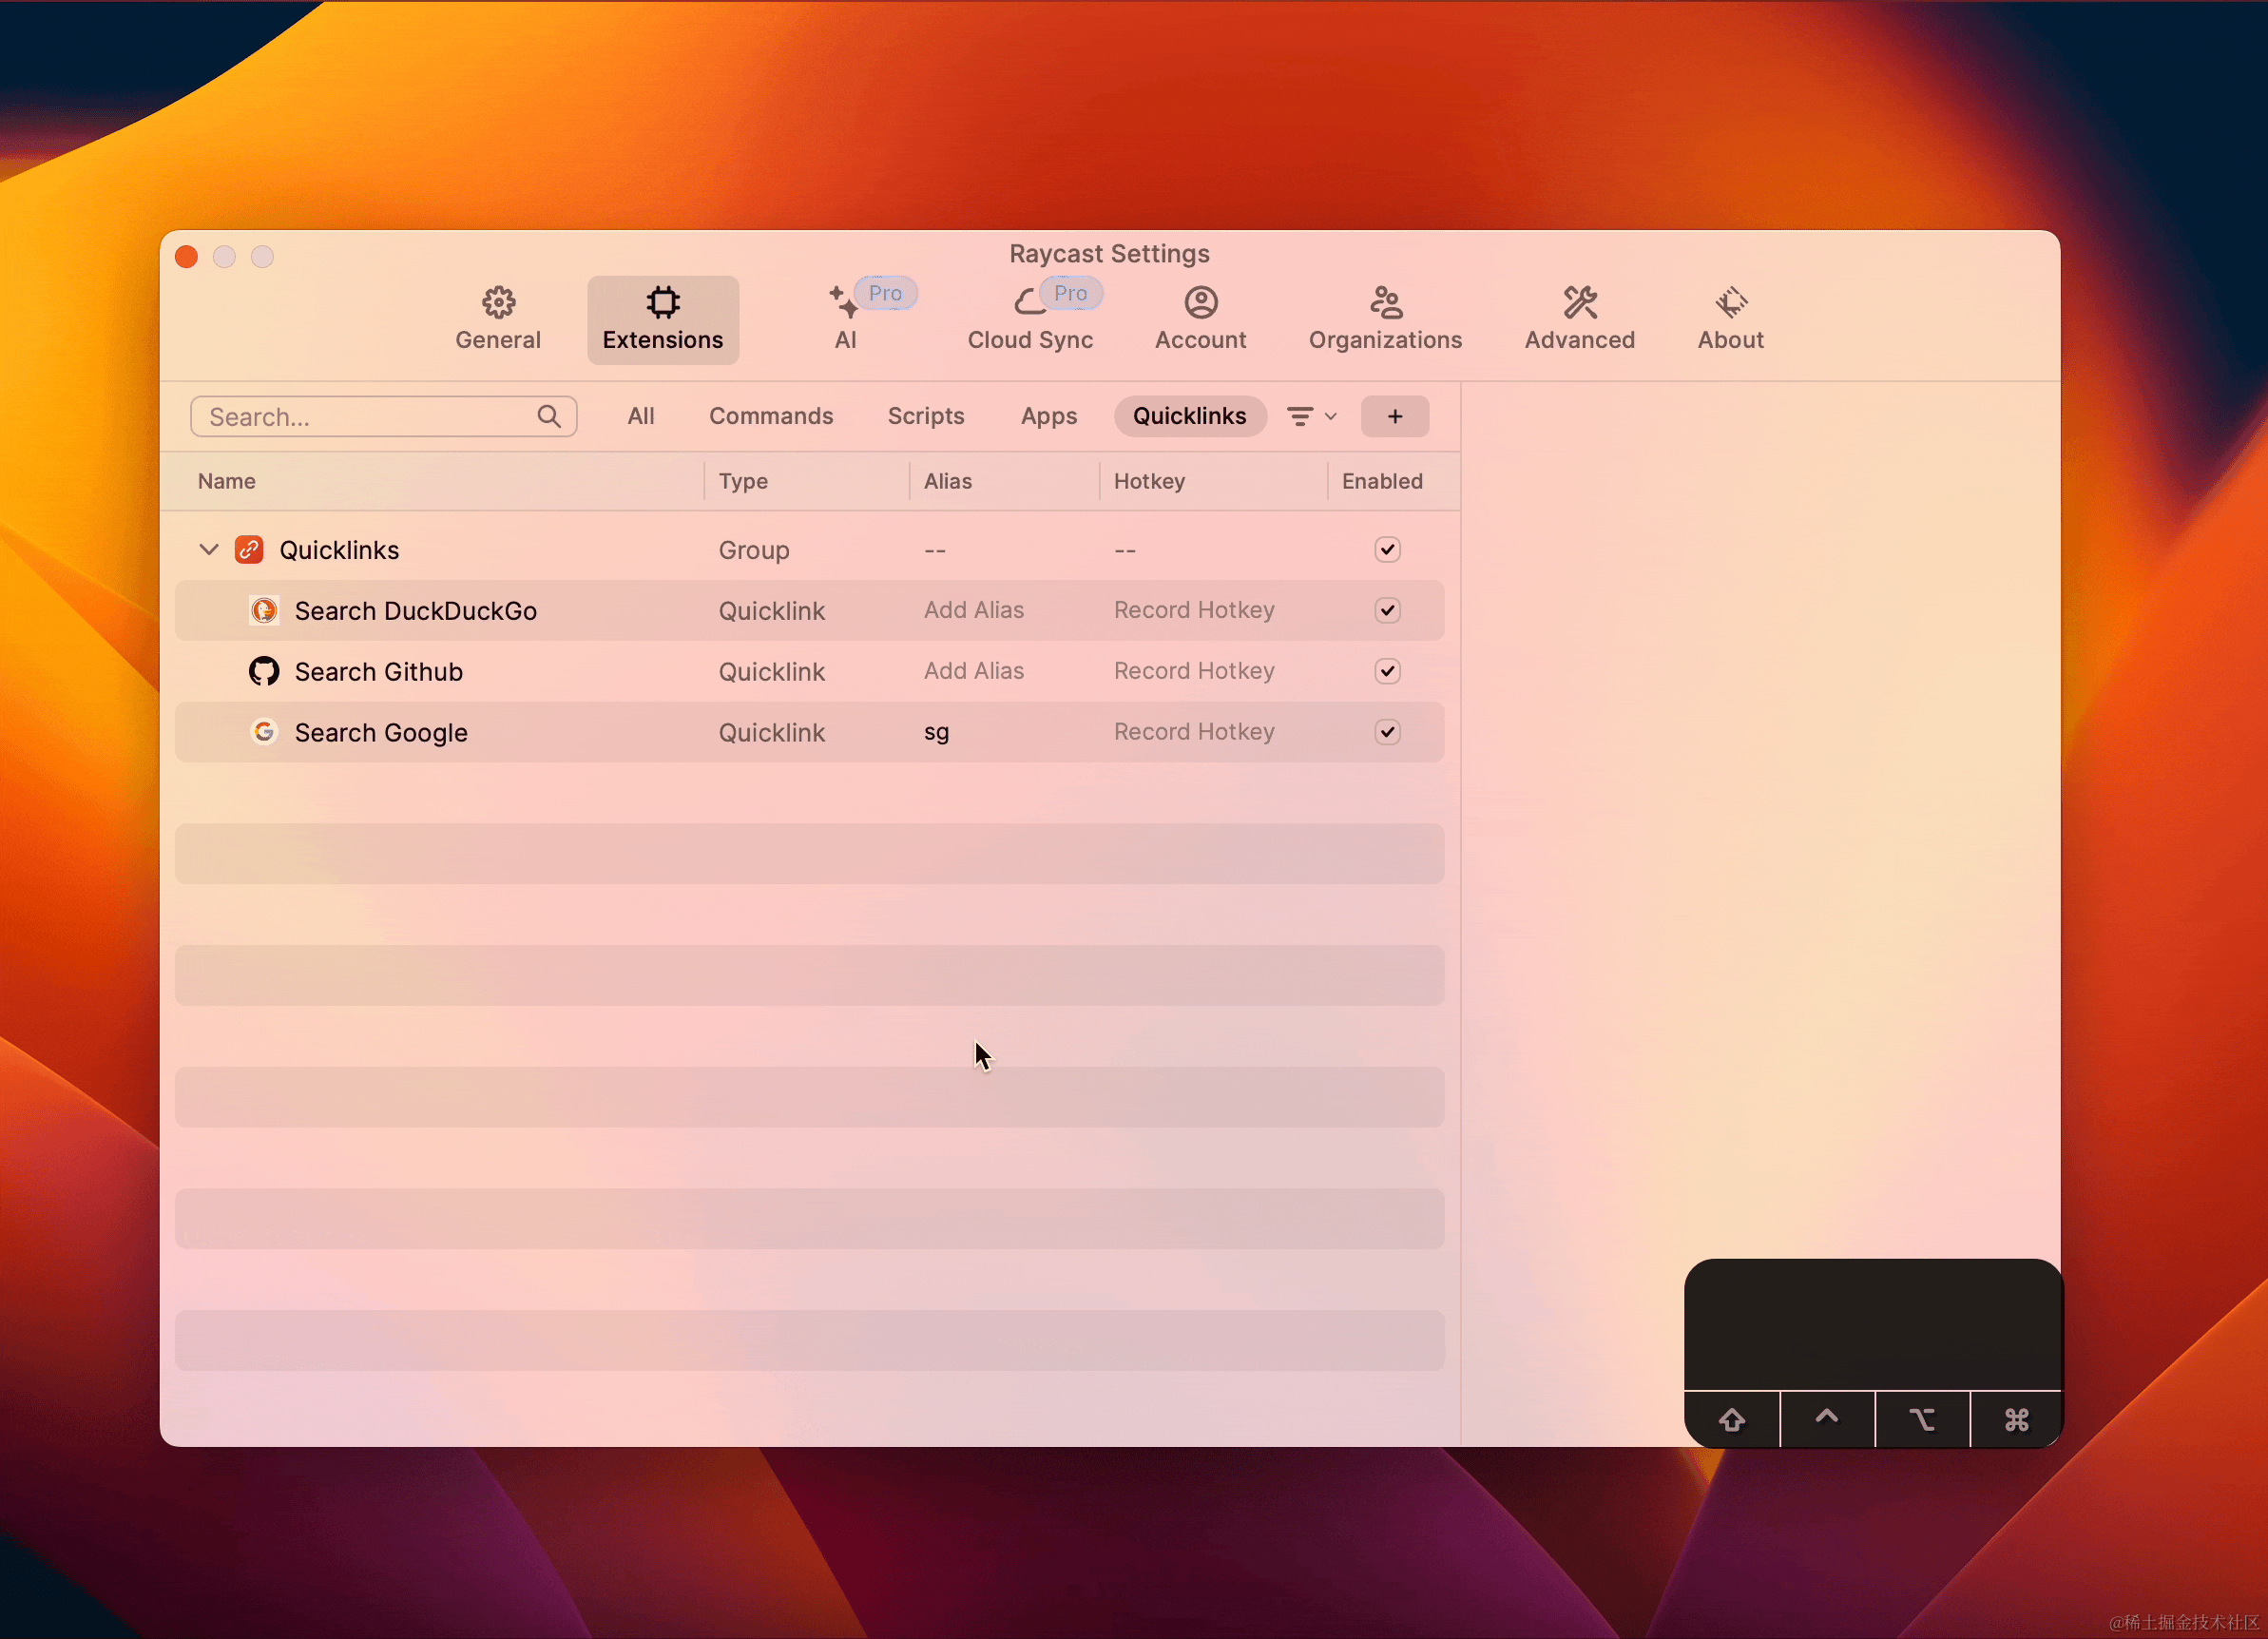 Raycast Settings
General Extensions AI Pro Cloud Sync Pro Account Organizations Advanced About
Search... All Commands Scripts Apps Quicklinks +
Name Type Alias Hotkey Enabled
Quicklinks Group -- --
Search DuckDuckGo Quicklink Add Alias Record Hotkey
Search Github Quicklink Add Alias Record Hotkey
Search Google Quicklink sg Record Hotkey
@稀土掘金技术社区